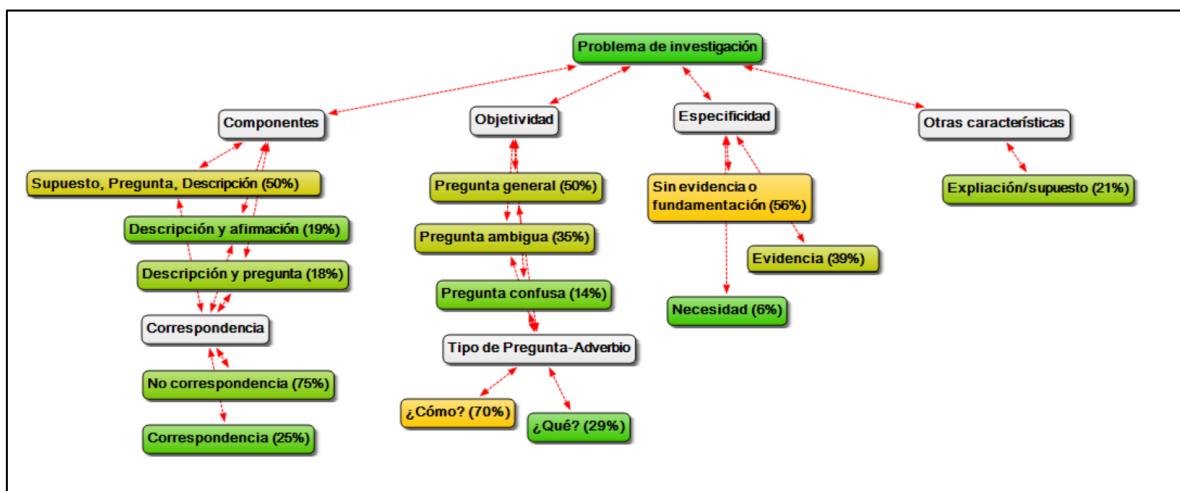 Problema de investigación
Componentes
Objetividad
Especificidad
Otras característicias
Supuesto, Pregunta, Descripción (50%)
Descripción y afirmación (19%)
Descripción y pregunta (18%)
Correspondencia
No correspondencia (75%)
Correspondencia (25%)
Pregunta general (50%)
Pregunta ambigua (35%)
Pregunta confusa (14%)
Tipo de Pregunta-Adverbio
¿Cómo? (70%)
¿Qué? (29%)
Sin evidencia o
fundamentación (56%)
Evidencia (39%)
Necesidad (6%)
Expliación/supuesto (21%)